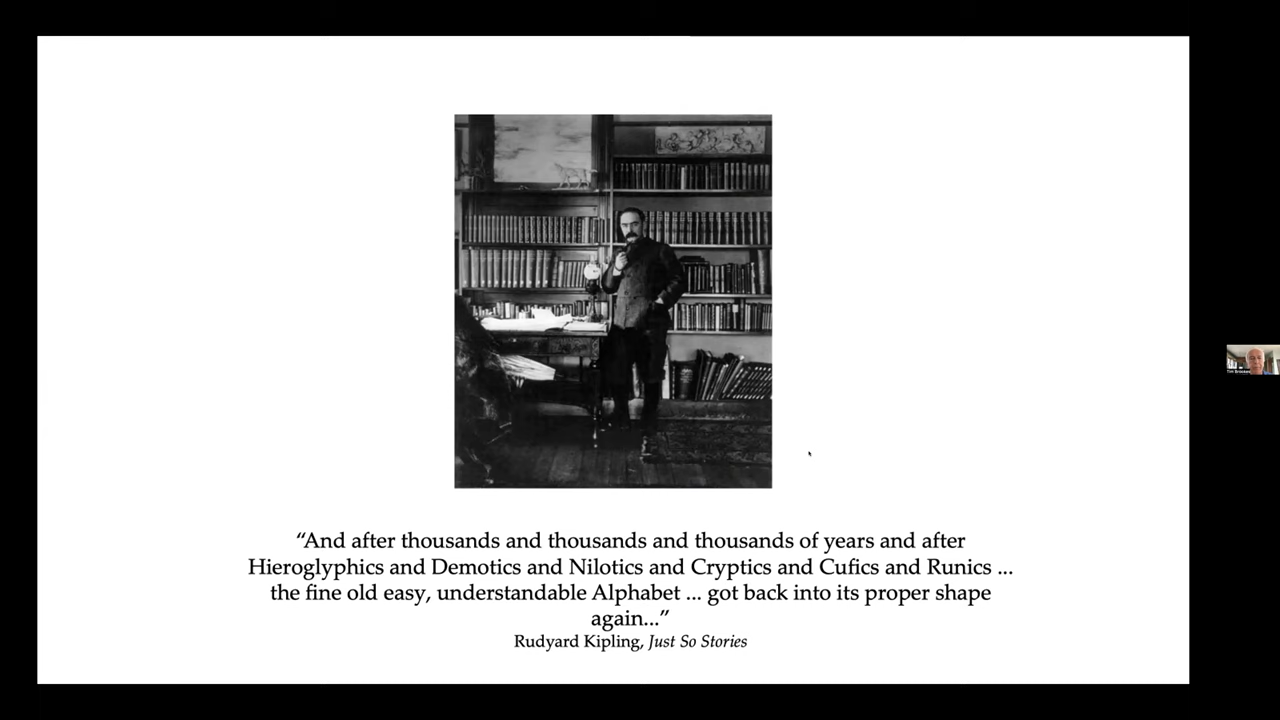 “And after thousands and thousands and thousands of years and after
Hieroglyphics and Demotics and Nilotics and Cryptics and Cufics and Runics ...
the fine old easy, understandable Alphabet ... got back into its proper shape
again...”
Rudyard Kipling, Just So Stories
Tim Brookes